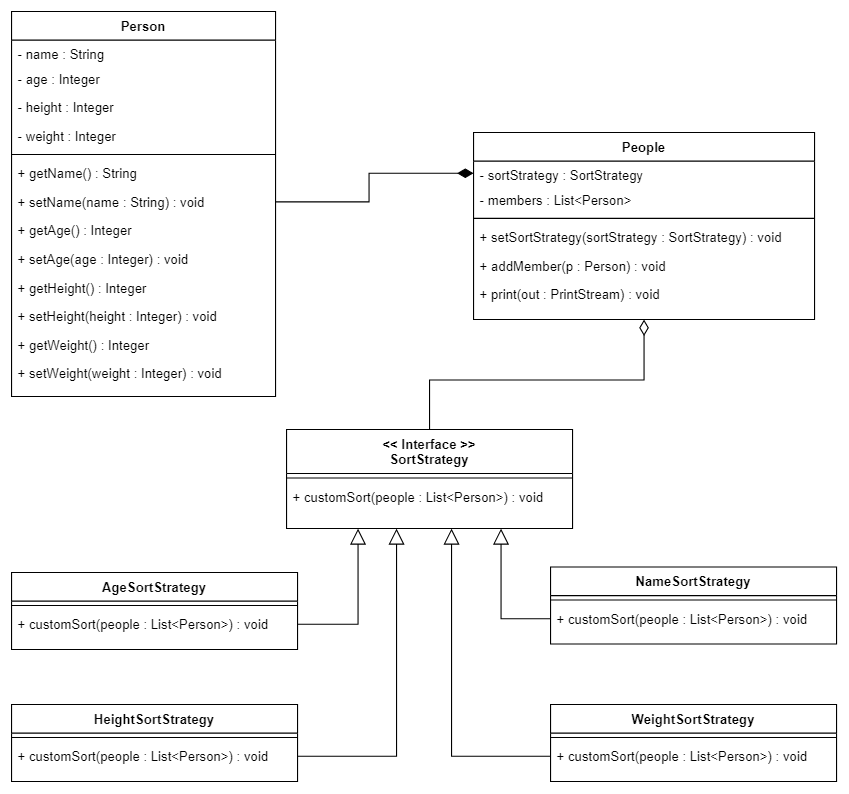 Person
- name : String
- age : Integer
- height : Integer
- weight : Integer
+ getName() : String
+ setName(name : String) : void
+ getAge() : Integer
+ setAge(age : Integer) : void
+ getHeight() : Integer
+ setHeight(height : Integer) : void
+ getWeight() : Integer
+ setWeight(weight : Integer) : void
People
- sortStrategy : SortStrategy
- members : List<Person>
+ setSortStrategy(sortStrategy : SortStrategy) : void
+ addMember(p : Person) : void
+ print(out : PrintStream) : void
<< Interface >>
SortStrategy
+ customSort(people : List<Person>) : void
AgeSortStrategy
+ customSort(people : List<Person>) : void
NameSortStrategy
+ customSort(people : List<Person>) : void
HeightSortStrategy
+ customSort(people : List<Person>) : void
WeightSortStrategy
+ customSort(people : List<Person>) : void